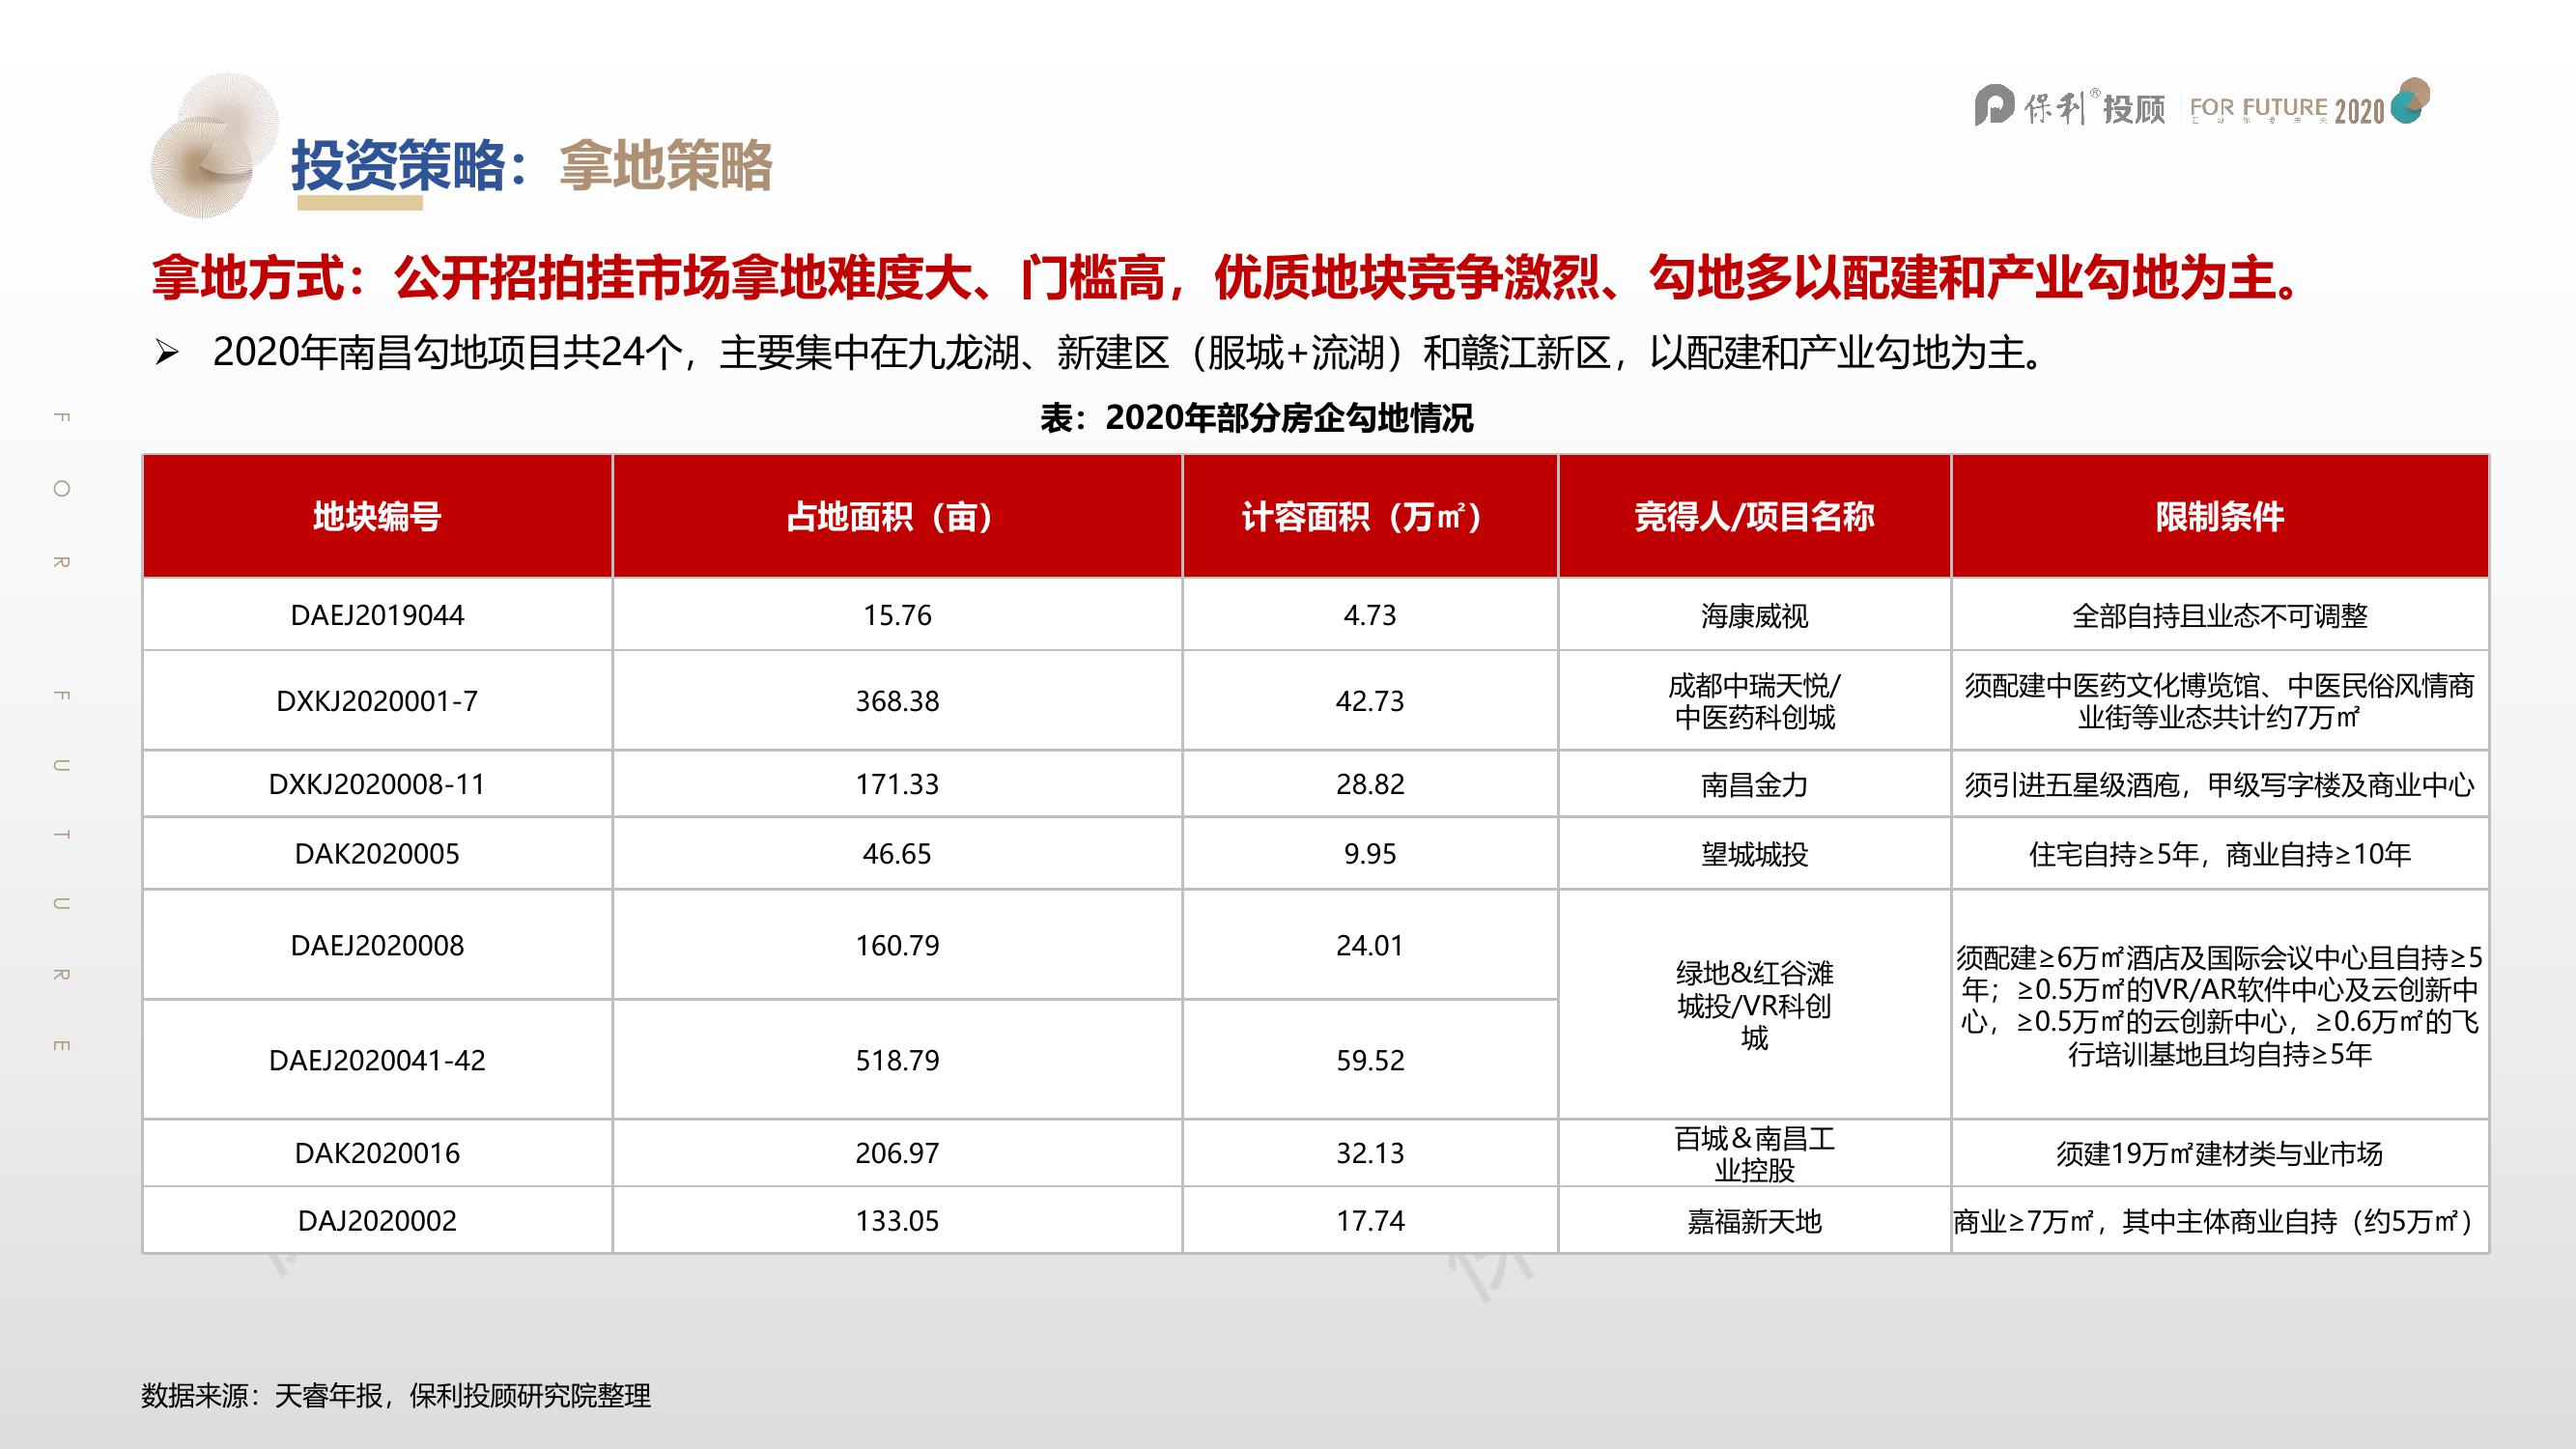 保利®投顾 FOR FUTURE 2020
投资策略：拿地策略
拿地方式：公开招拍挂市场拿地难度大、门槛高，优质地块竞争激烈、勾地多以配建和产业勾地为主。
➢ 2020年南昌勾地项目共24个，主要集中在九龙湖、新建区（服城+流湖）和赣江新区，以配建和产业勾地为主。
表：2020年部分房企勾地情况
地块编号 占地面积（亩） 计容面积（万㎡） 竞得人/项目名称 限制条件
DAEJ2019044 15.76 4.73 海康威视 全部自持且业态不可调整
DXKJ2020001-7 368.38 42.73 成都中瑞天悦/
中医药科创城 须配建中医药文化博览馆、中医民俗风情商
业街等业态共计约7万㎡
DXKJ2020008-11 171.33 28.82 南昌金力 须引进五星级酒庖，甲级写字楼及商业中心
DAK2020005 46.65 9.95 望城城投 住宅自持≥5年，商业自持≥10年
DAEJ2020008 160.79 24.01
DAEJ2020041-42 518.79 59.52
绿地&红谷滩
城投/VR科创
城
须配建≥6万㎡酒店及国际会议中心且自持≥5
年；≥0.5万㎡的VR/AR软件中心及云创新中
心，≥0.5万㎡的云创新中心，≥0.6万㎡的飞
行培训基地且均自持≥5年
DAK2020016 206.97 32.13 百城＆南昌工
业控股 须建19万㎡建材类与业市场
DAJ2020002 133.05 17.74 嘉福新天地 商业≥7万㎡，其中主体商业自持（约5万㎡）
数据来源：天睿年报，保利投顾研究院整理
FOR FUTURE